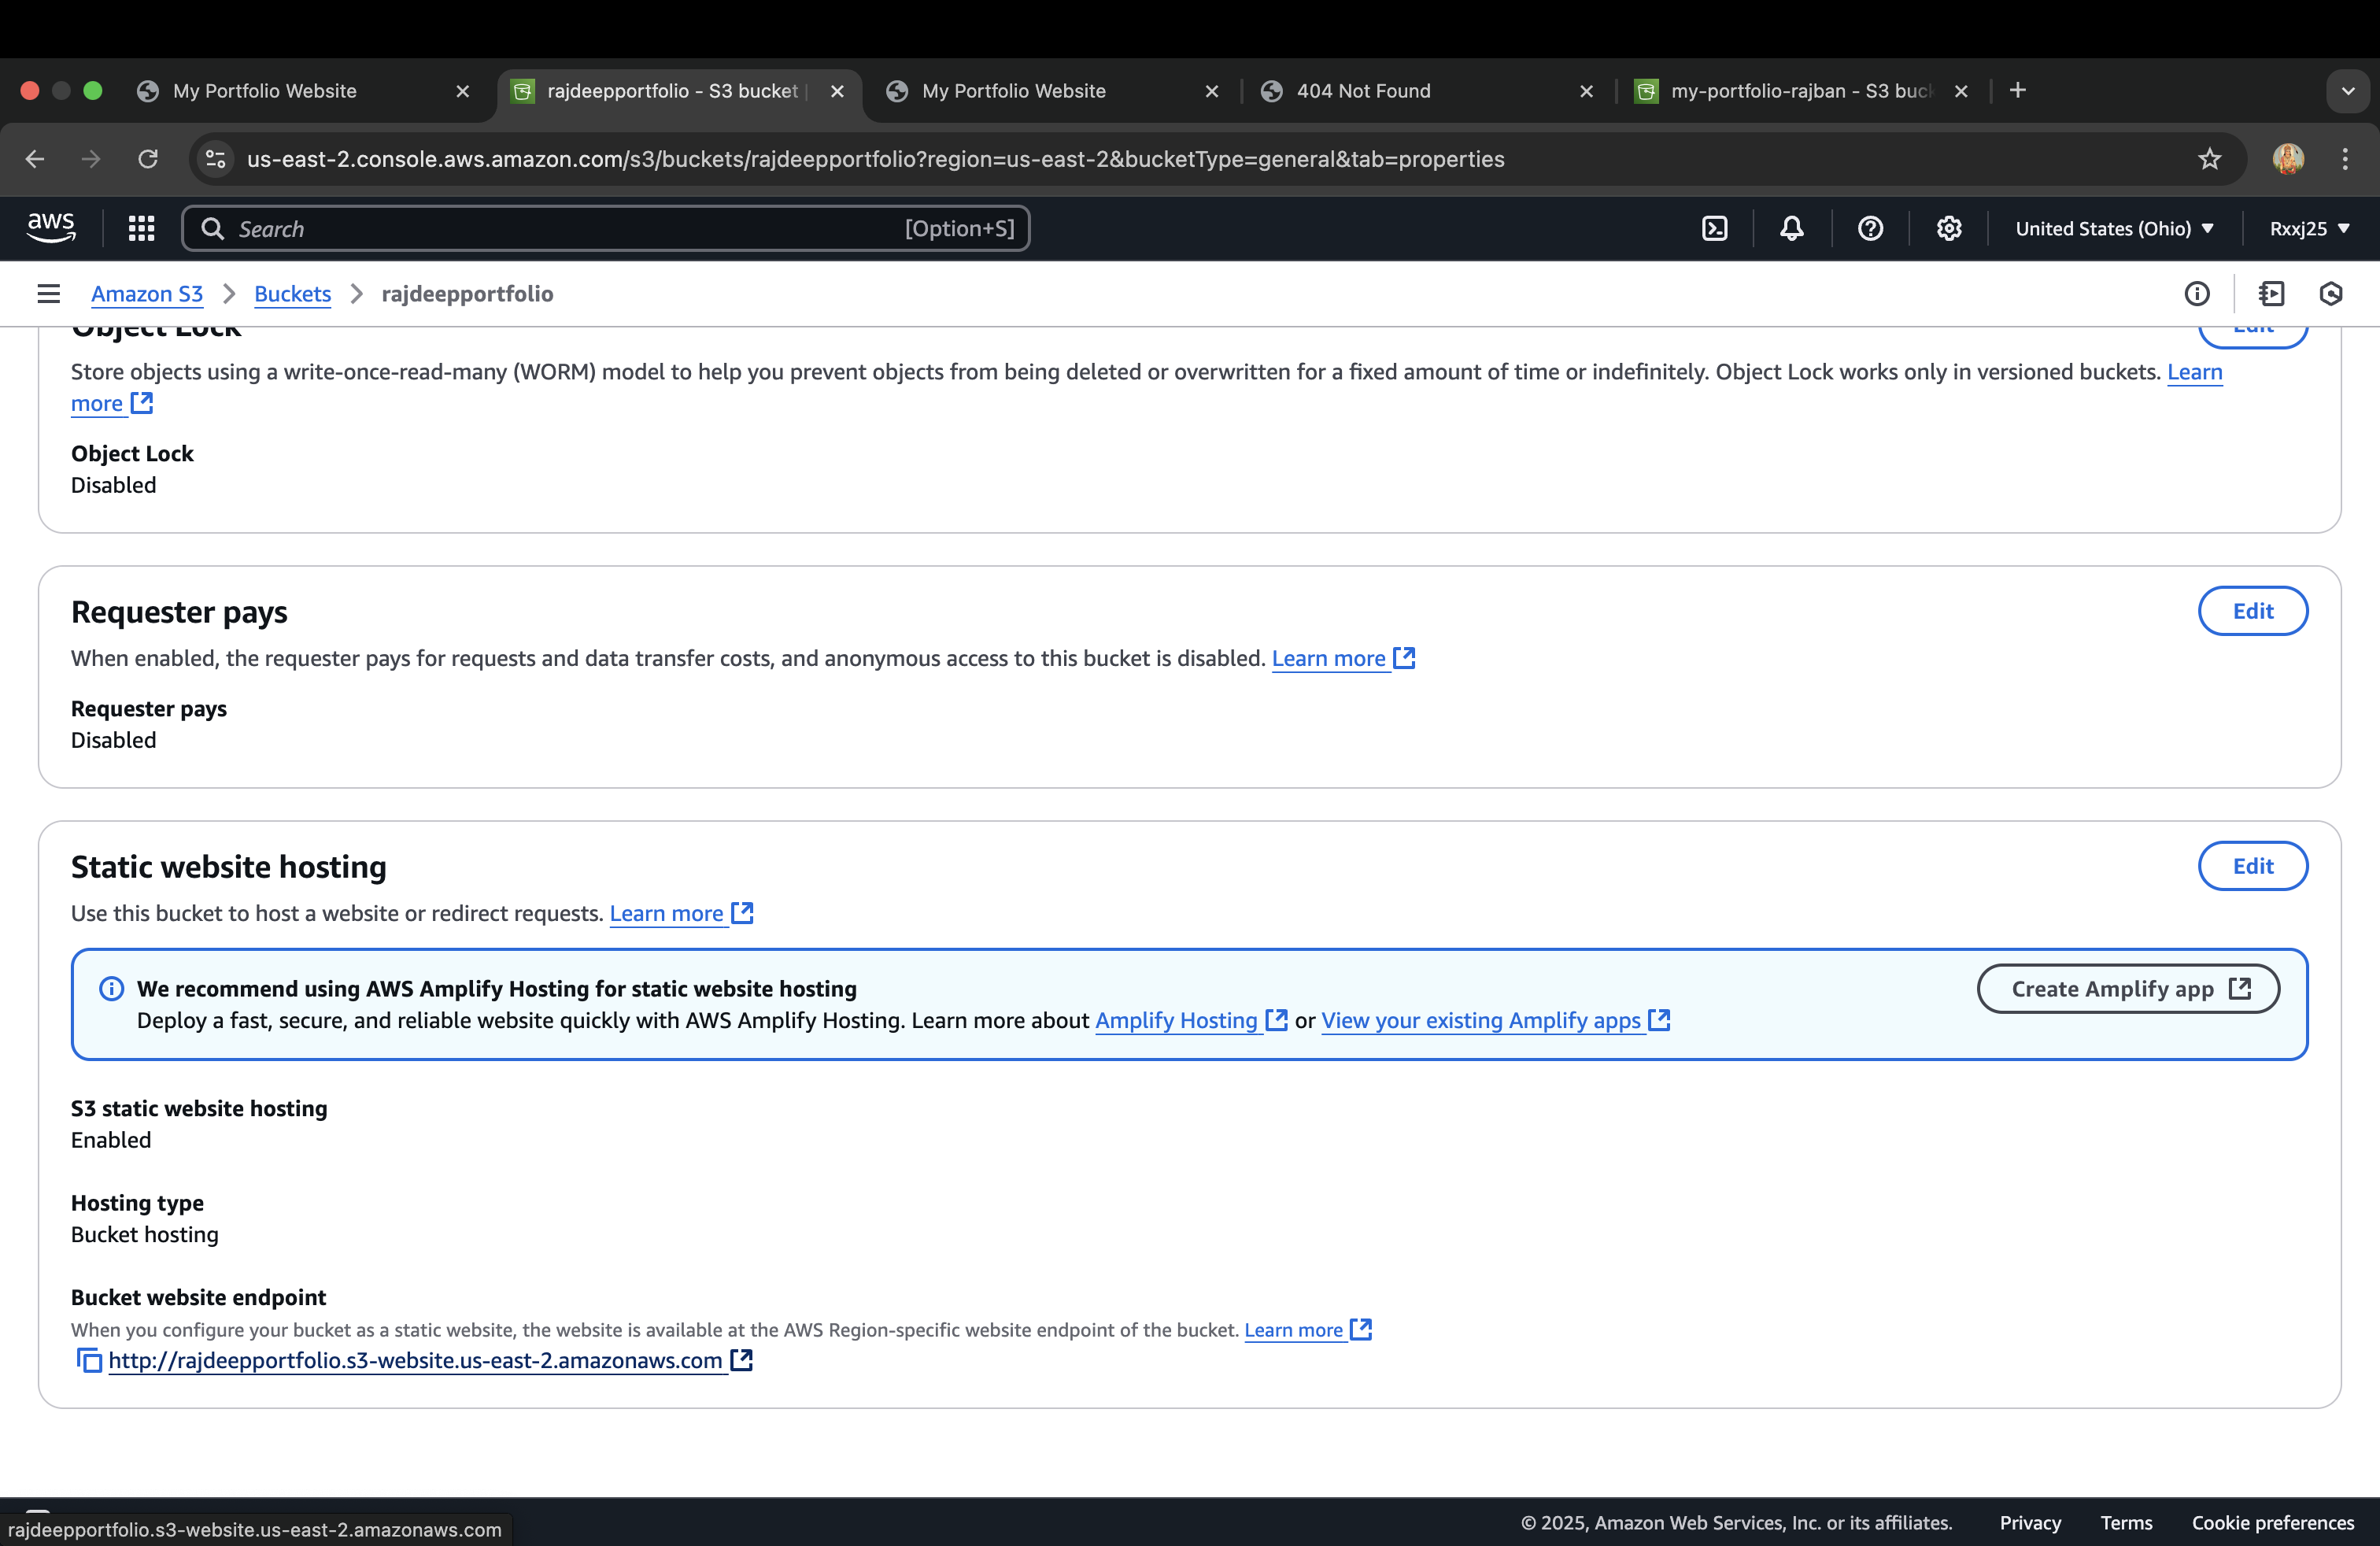 My Portfolio Website
rajdeepportfolio - S3 bucket |
My Portfolio Website
404 Not Found
my-portfolio-rajban - S3 buc
us-east-2.console.aws.amazon.com/s3/buckets/rajdeepportfolio?region=us-east-2&bucketType=general&tab=properties
aws
Search
[Option+S]
United States (Ohio)
Rxxj25
Amazon S3
Buckets
rajdeepportfolio
Object Lock
Edit
Store objects using a write-once-read-many (WORM) model to help you prevent objects from being deleted or overwritten for a fixed amount of time or indefinitely. Object Lock works only in versioned buckets. Learn
more
Object Lock
Disabled
Requester pays
Edit
When enabled, the requester pays for requests and data transfer costs, and anonymous access to this bucket is disabled. Learn more
Requester pays
Disabled
Static website hosting
Edit
Use this bucket to host a website or redirect requests. Learn more
We recommend using AWS Amplify Hosting for static website hosting
Create Amplify app
Deploy a fast, secure, and reliable website quickly with AWS Amplify Hosting. Learn more about Amplify Hosting or View your existing Amplify apps
S3 static website hosting
Enabled
Hosting type
Bucket hosting
Bucket website endpoint
When you configure your bucket as a static website, the website is available at the AWS Region-specific website endpoint of the bucket. Learn more
http://rajdeepportfolio.s3-website.us-east-2.amazonaws.com
rajdeepportfolio.s3-website.us-east-2.amazonaws.com
© 2025, Amazon Web Services, Inc. or its affiliates.
Privacy
Terms
Cookie preferences